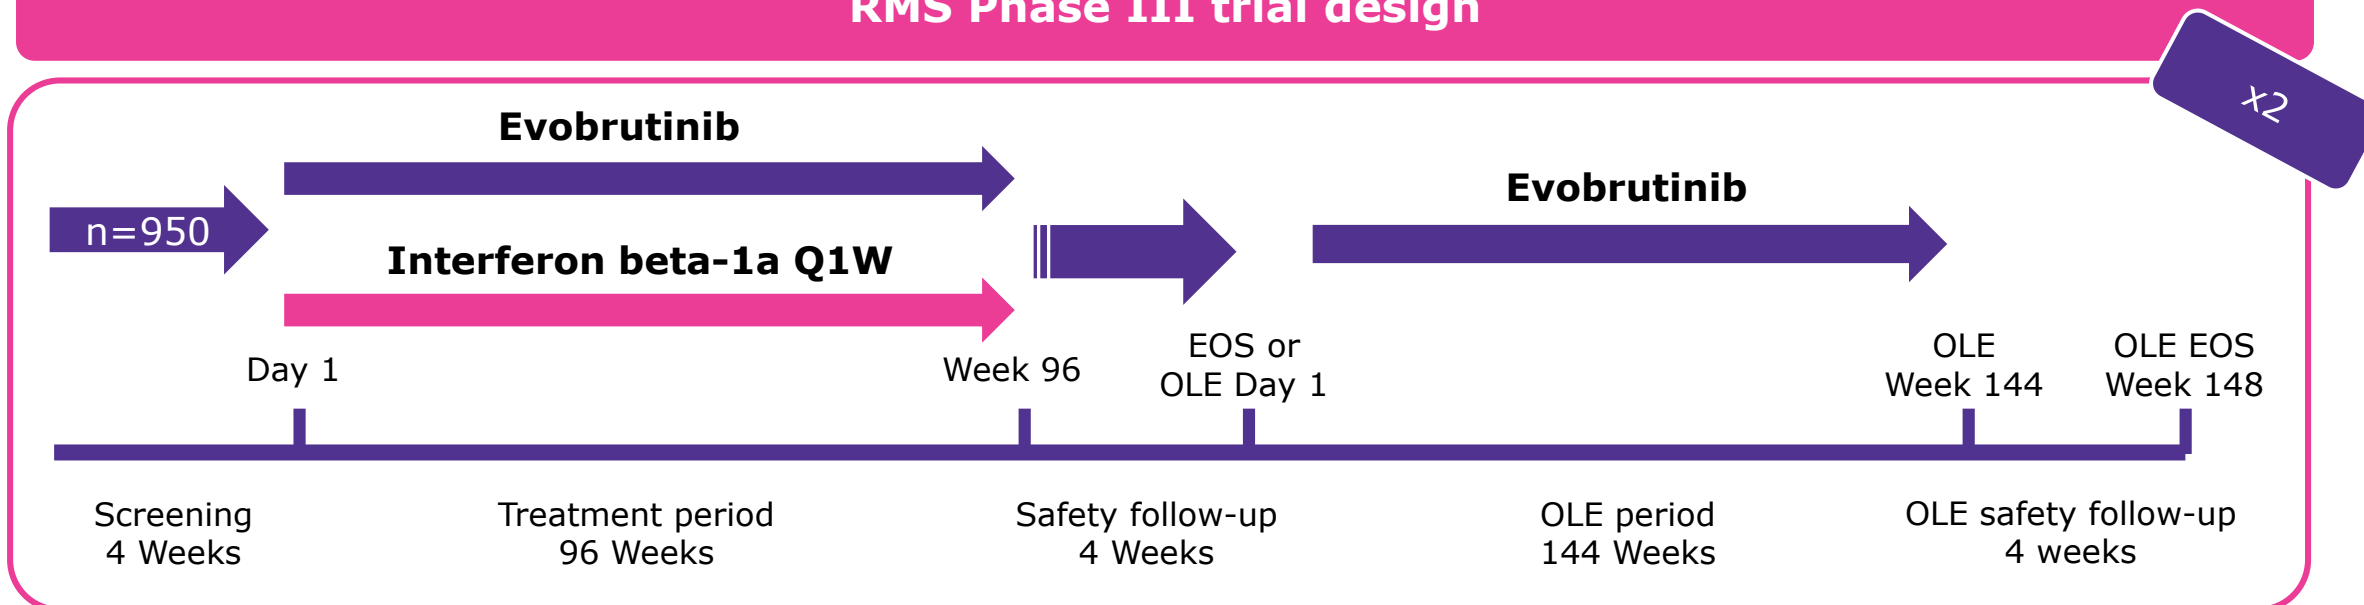 RMS Phase III trial design
x2
Evobrutinib
Evobrutinib
n=950
Interferon beta-1a Q1W
Day 1
Week 96
EOS or
OLE Day 1
OLE
Week 144
OLE EOS
Week 148
Screening
4 Weeks
Treatment period
96 Weeks
Safety follow-up
4 Weeks
OLE period
144 Weeks
OLE safety follow-up
4 weeks